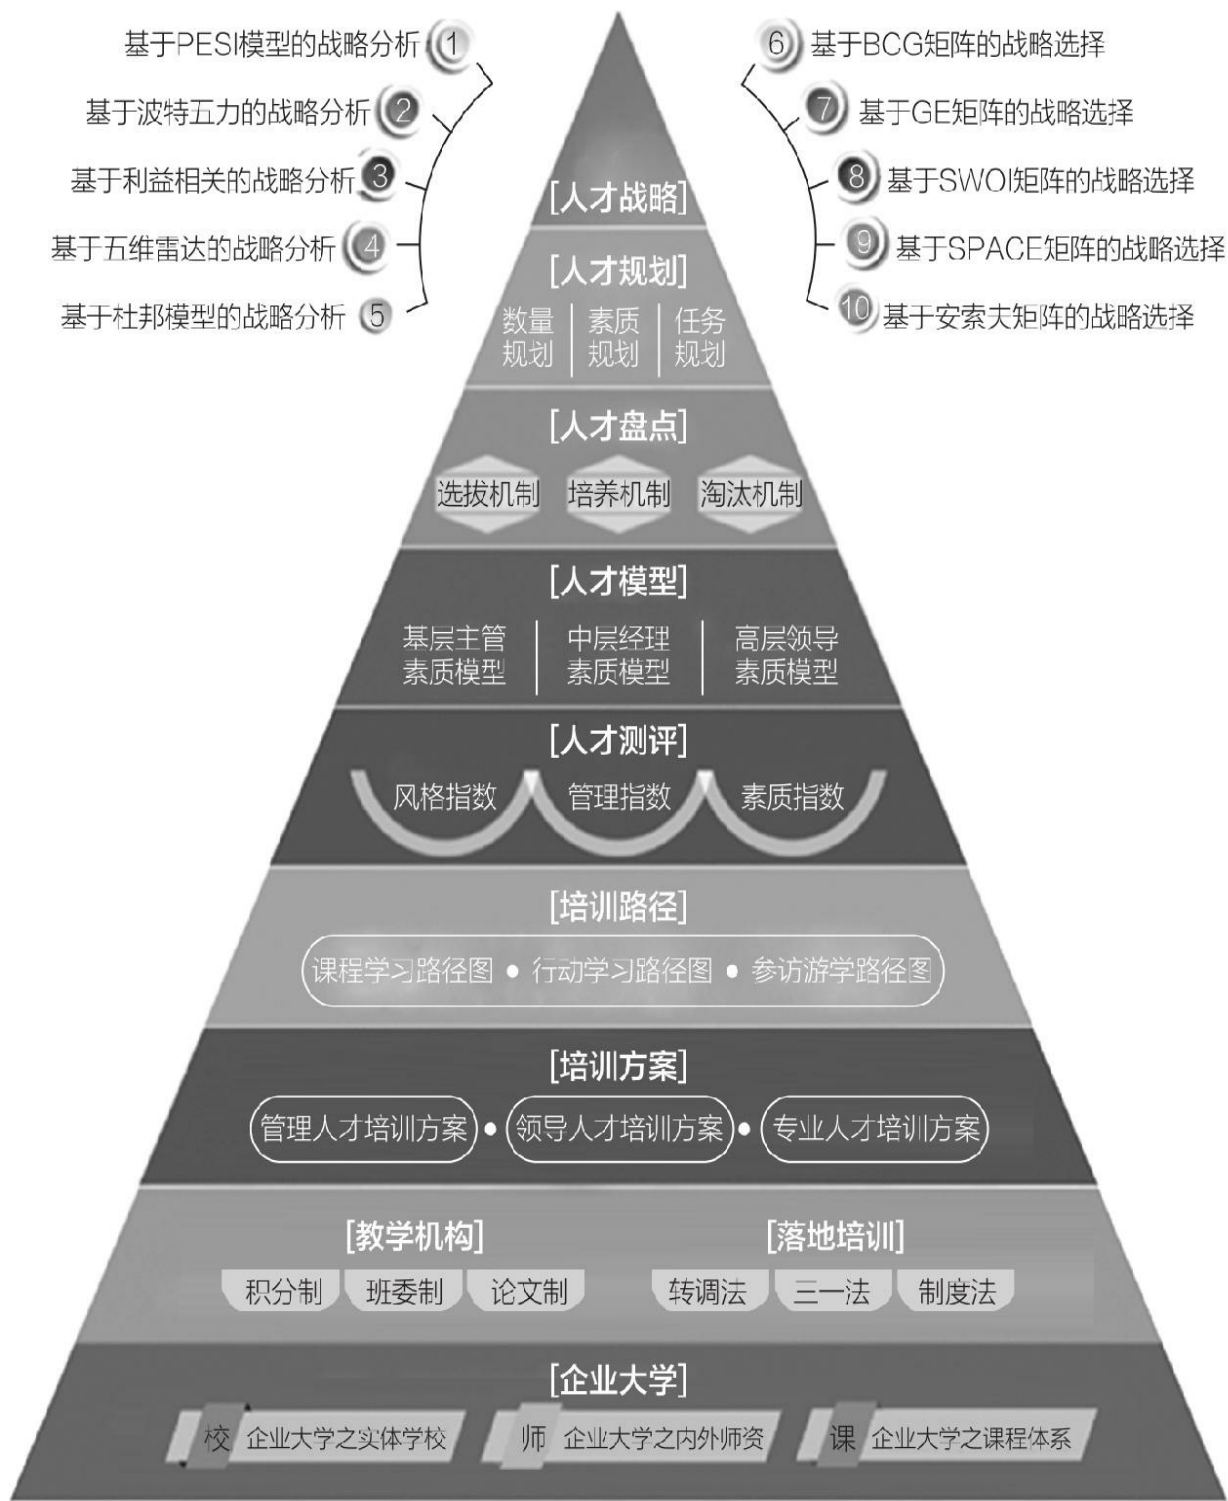 基于PESI模型的战略分析 1
基于波特五力的战略分析 2
基于利益相关的战略分析 3
基于五维雷达的战略分析 4
基于杜邦模型的战略分析 5
6 基于BCG矩阵的战略选择
7 基于GE矩阵的战略选择
8 基于SWOI矩阵的战略选择
9 基于SPACE矩阵的战略选择
10 基于安索夫矩阵的战略选择
[人才战略]
[人才规划]
数量 素质 任务
规划 规划 规划
[人才盘点]
选拔机制 培养机制 淘汰机制
[人才模型]
基层主管 中层经理 高层领导
素质模型 素质模型 素质模型
[人才测评]
风格指数 管理指数 素质指数
[培训路径]
课程学习路径图 • 行动学习路径图 • 参访游学路径图
[培训方案]
管理人才培训方案 • 领导人才培训方案 • 专业人才培训方案
[教学机构] [落地培训]
积分制 班委制 论文制 转调法 三一法 制度法
[企业大学]
校 企业大学之实体学校 师 企业大学之内外师资 课 企业大学之课程体系